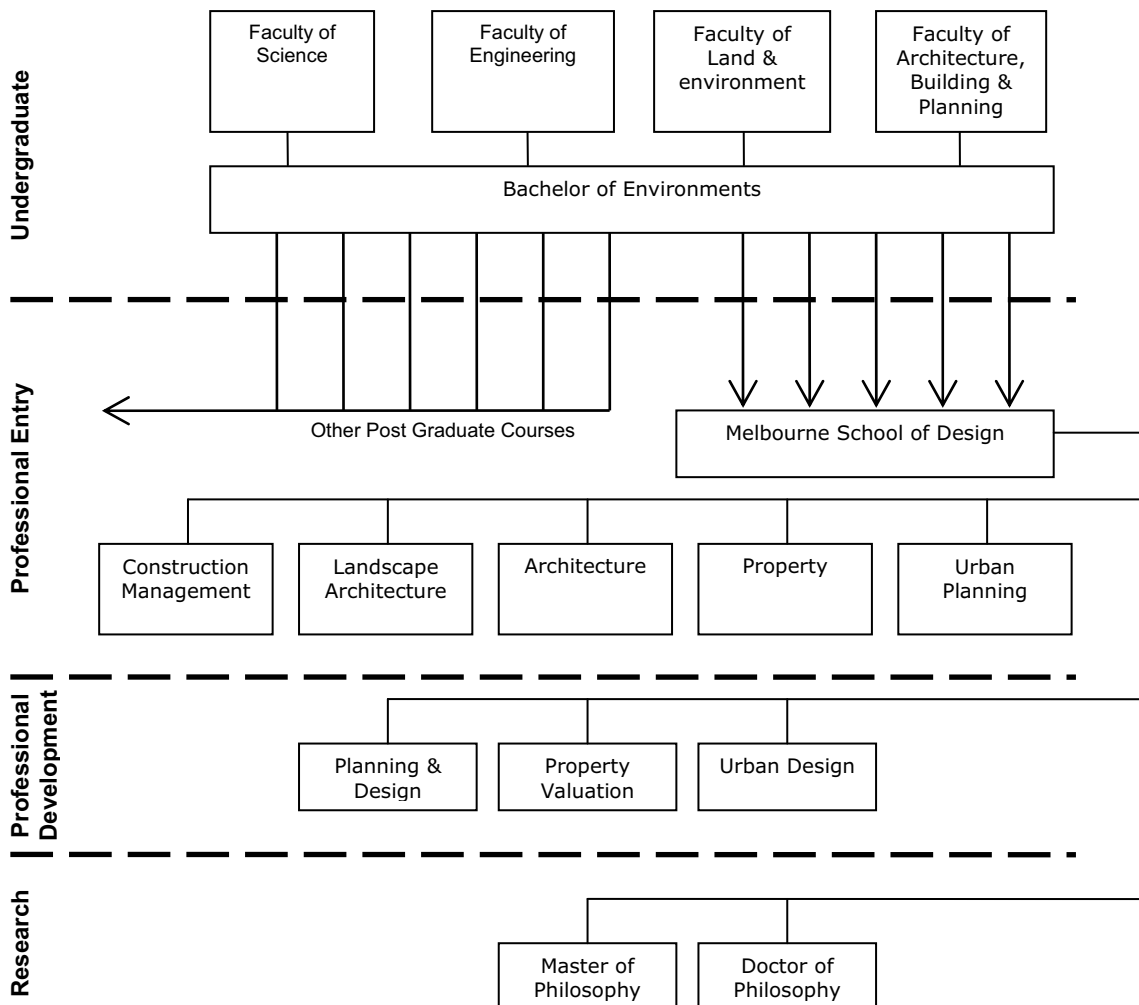 Undergraduate
Faculty of
Science
Faculty of
Engineering
Faculty of
Land &
environment
Faculty of
Architecture,
Building &
Planning
Bachelor of Environments
Professional Entry
Other Post Graduate Courses
Melbourne School of Design
Construction
Management
Landscape
Architecture
Architecture
Property
Urban
Planning
Professional
Development
Planning &
Design
Property
Valuation
Urban Design
Research
Master of
Philosophy
Doctor of
Philosophy